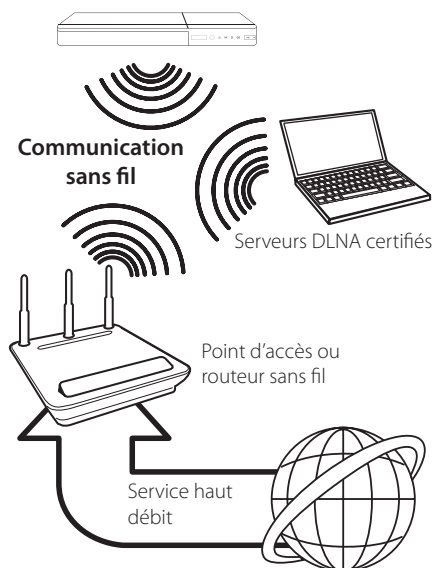 Communication
sans fil
Serveurs DLNA certifiés
Point d'accès ou
routeur sans fil
Service haut
débit